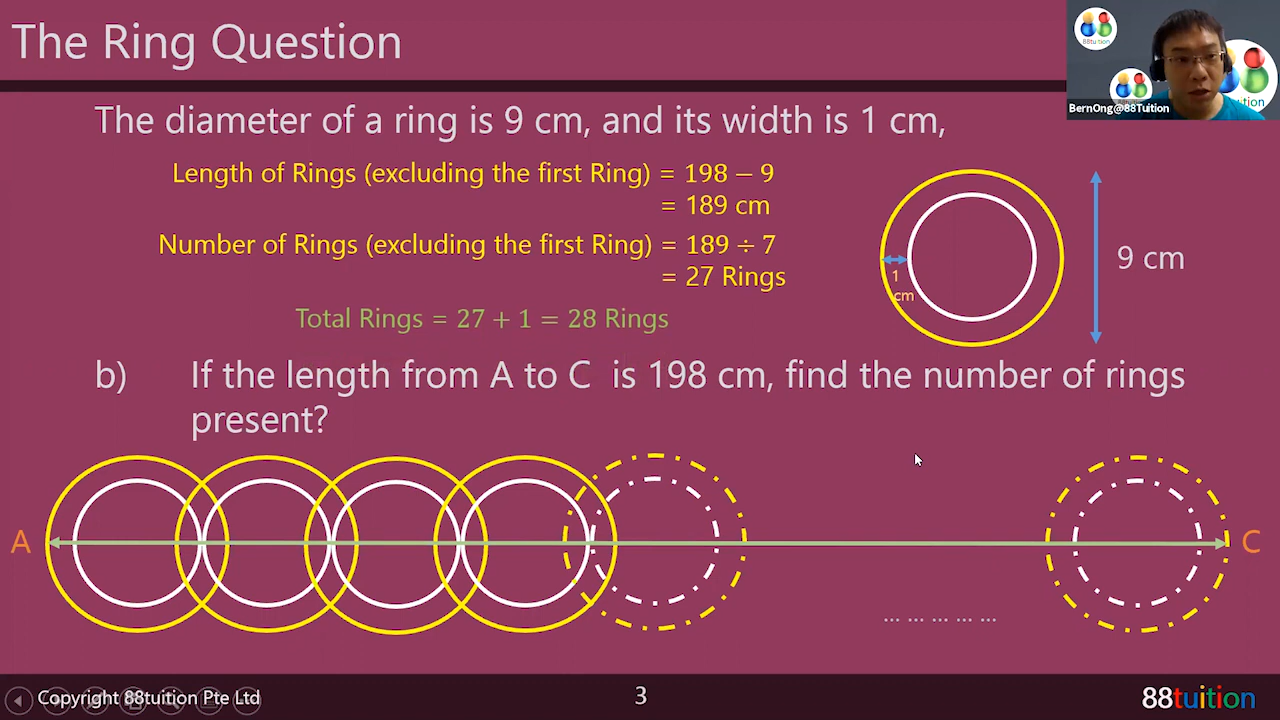 The Ring Question
88tuition
BernOng@88Tuition
The diameter of a ring is 9 cm, and its width is 1 cm,
Length of Rings (excluding the first Ring) = 198 − 9
= 189 cm
Number of Rings (excluding the first Ring) = 189 ÷ 7
= 27 Rings
Total Rings = 27 + 1 = 28 Rings
1
cm
9 cm
b) If the length from A to C is 198 cm, find the number of rings
present?
A
C
... ... ... ... ...
Copyright 88tuition Pte Ltd
3
88tuition